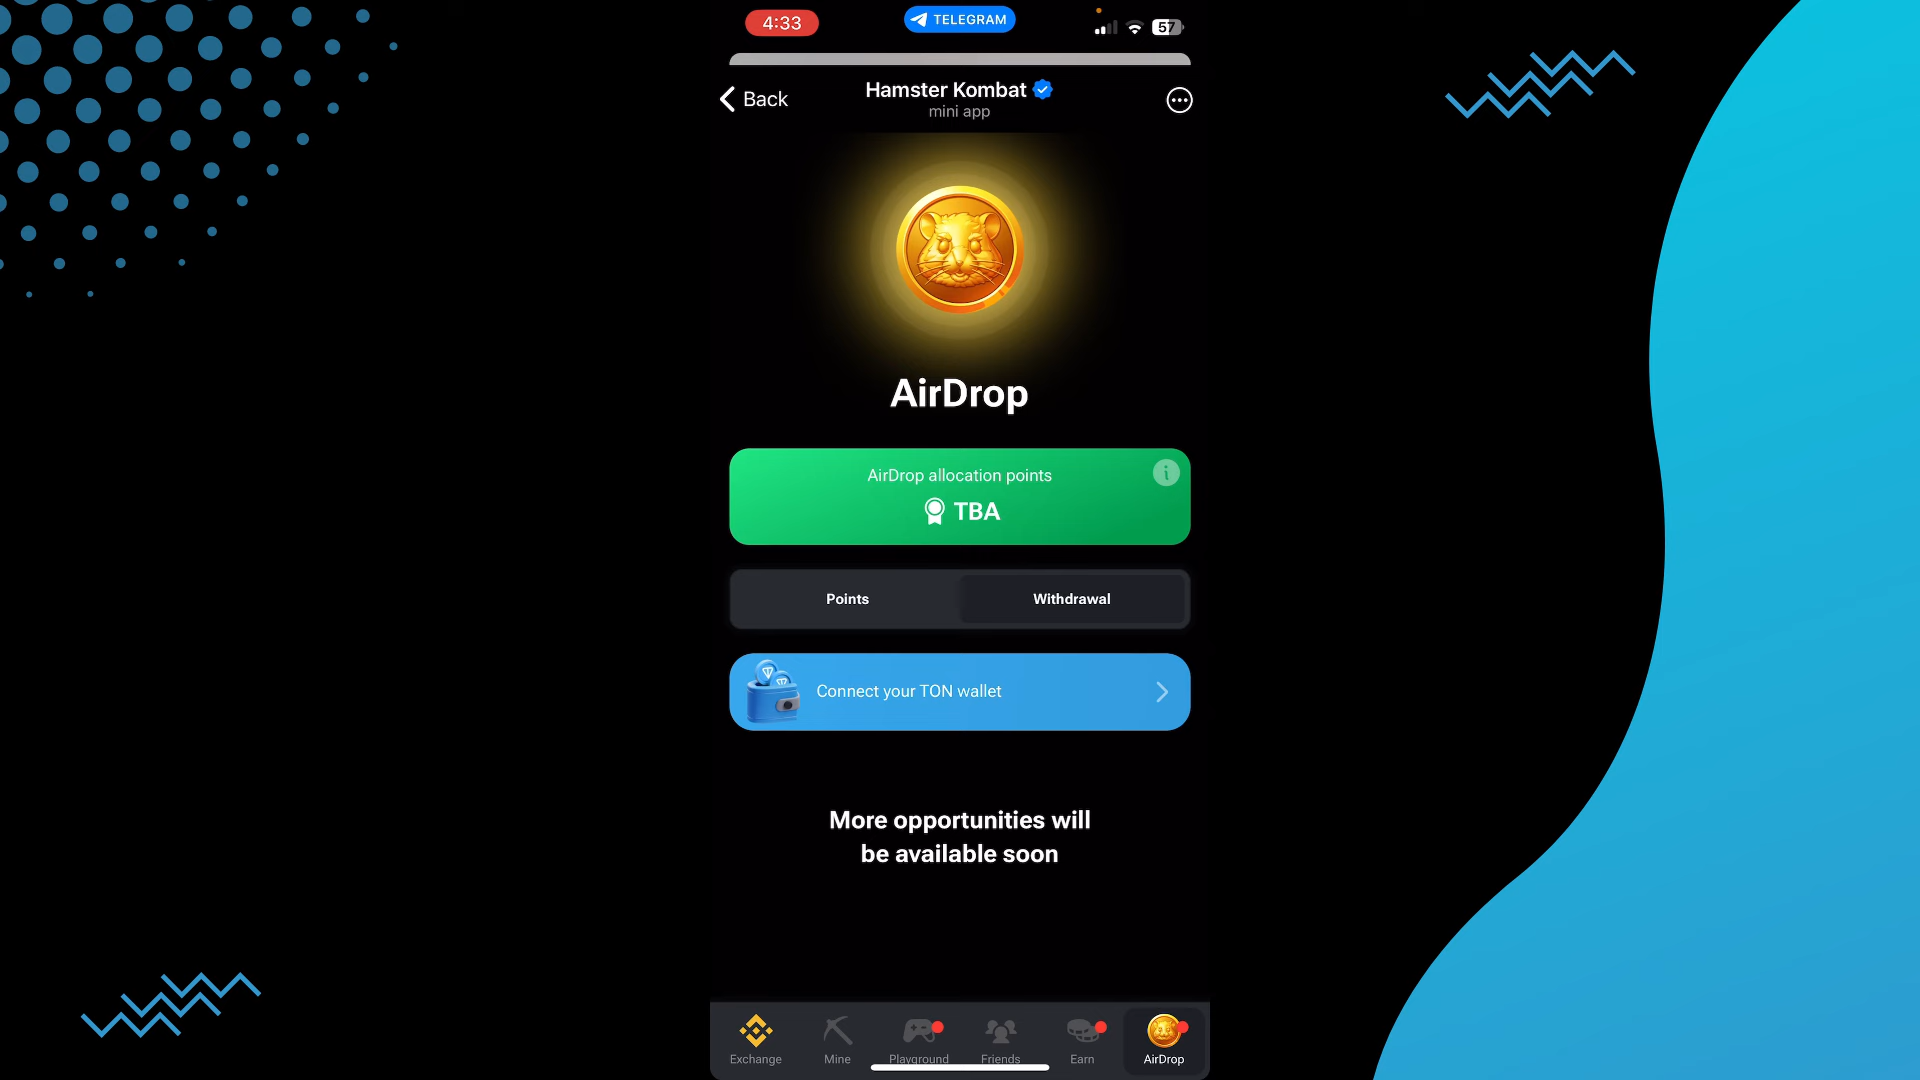 4:33
TELEGRAM
57
Back
Hamster Kombat
mini app
AirDrop
AirDrop allocation points
TBA
Points
Withdrawal
Connect your TON wallet
More opportunities will
be available soon
Exchange
Mine
Playground
Friends
Earn
AirDrop